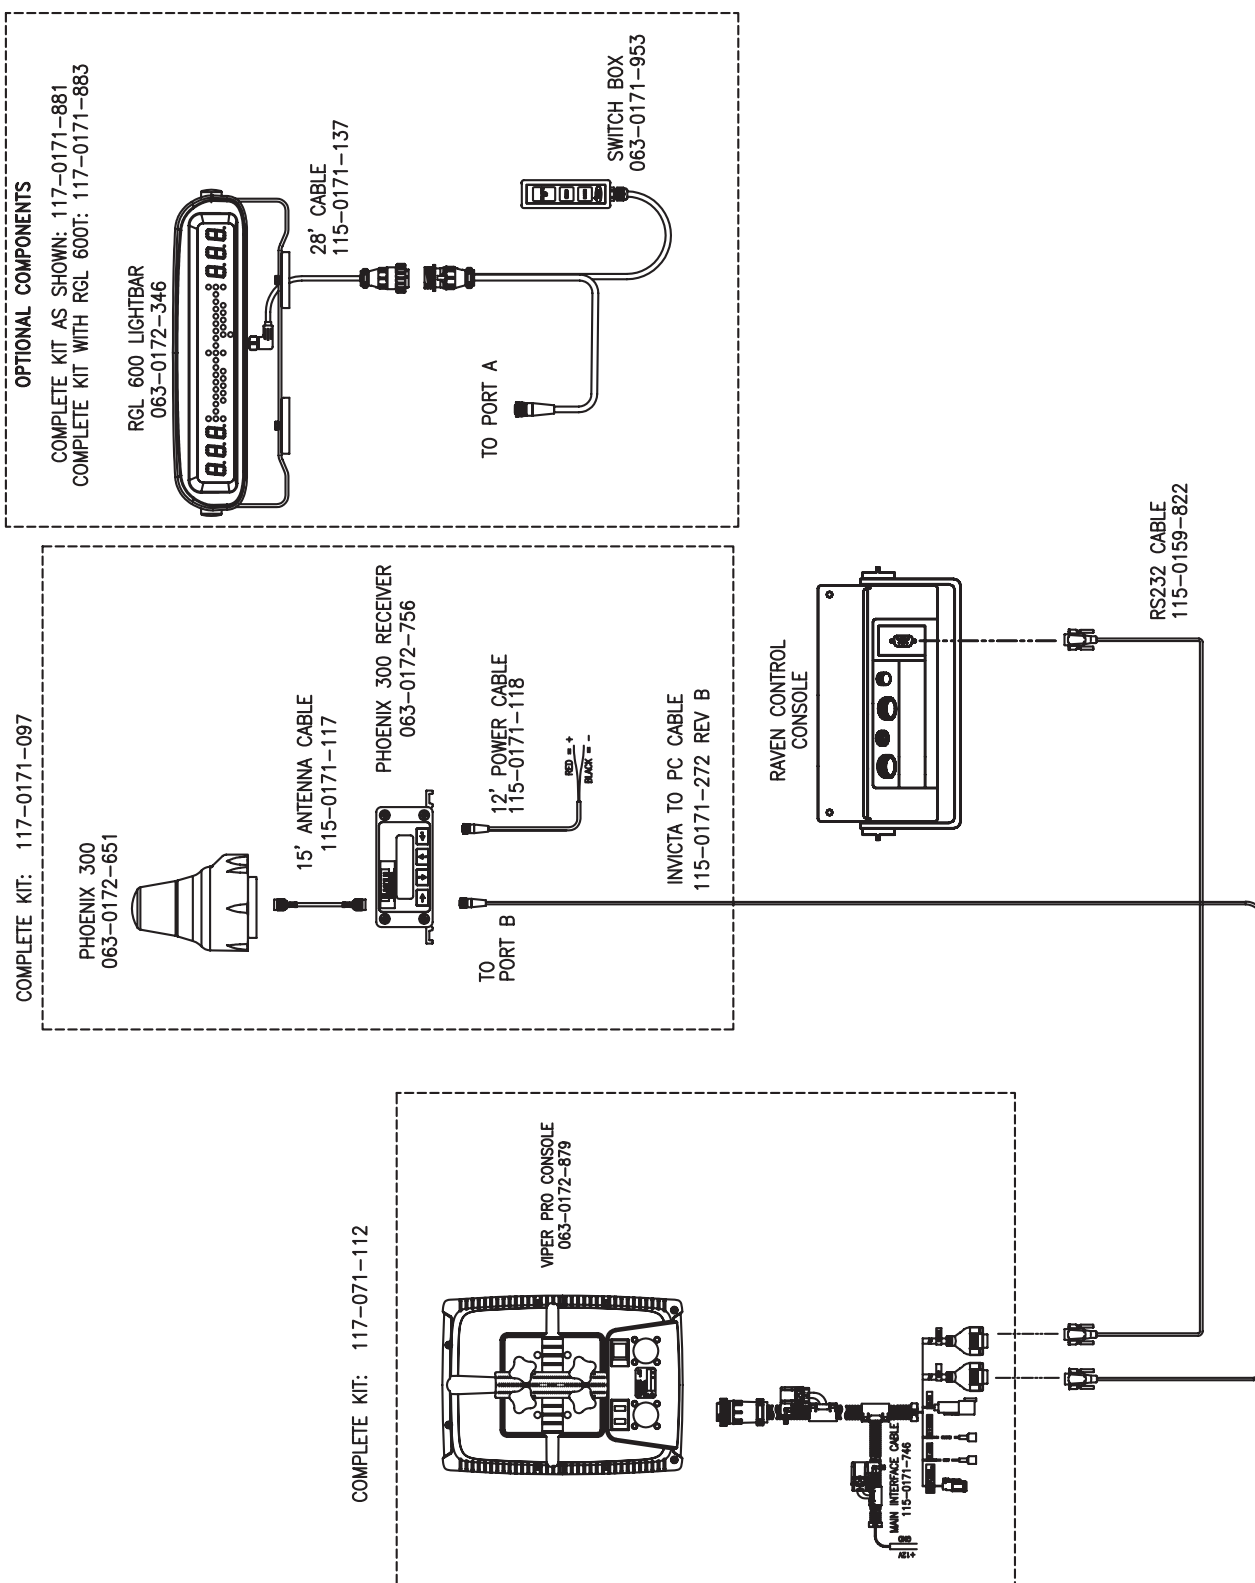 OPTIONAL COMPONENTS
COMPLETE KIT AS SHOWN: 117-0171-881
COMPLETE KIT WITH RGL 600T: 117-0171-883
RGL 600 LIGHTBAR
063-0172-346
28' CABLE
115-0171-137
TO PORT A
SWITCH BOX
063-0171-953
COMPLETE KIT: 117-0171-097
PHOENIX 300
063-0172-651
15' ANTENNA CABLE
115-0171-117
PHOENIX 300 RECEIVER
063-0172-756
12' POWER CABLE
115-0171-118
RED = +
BLACK = -
TO
PORT B
INVICTA TO PC CABLE
115-0171-272 REV B
RAVEN CONTROL
CONSOLE
RS232 CABLE
115-0159-822
COMPLETE KIT: 117-071-112
VIPER PRO CONSOLE
063-0172-879
MAIN INTERFACE CABLE
115-0171-746
GND
+12V